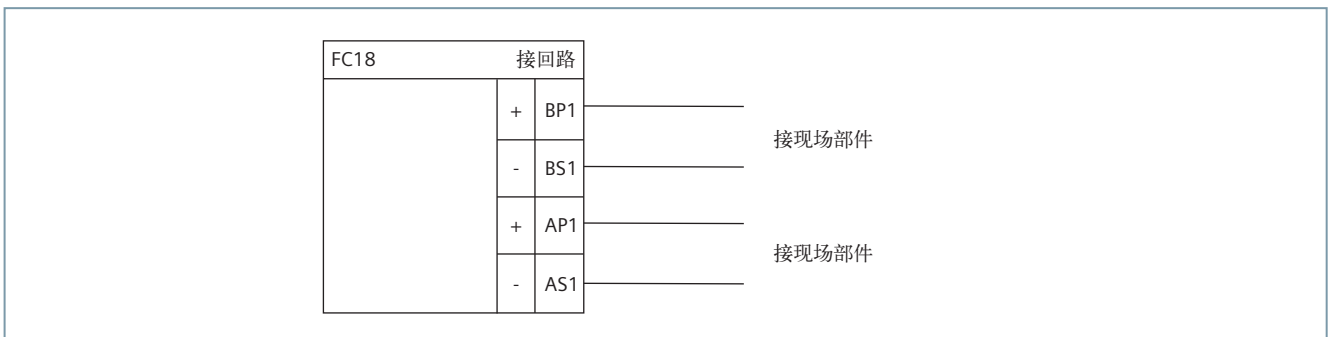 FC18 接回路
+ BP1
接现场部件
- BS1
+ AP1
接现场部件
- AS1